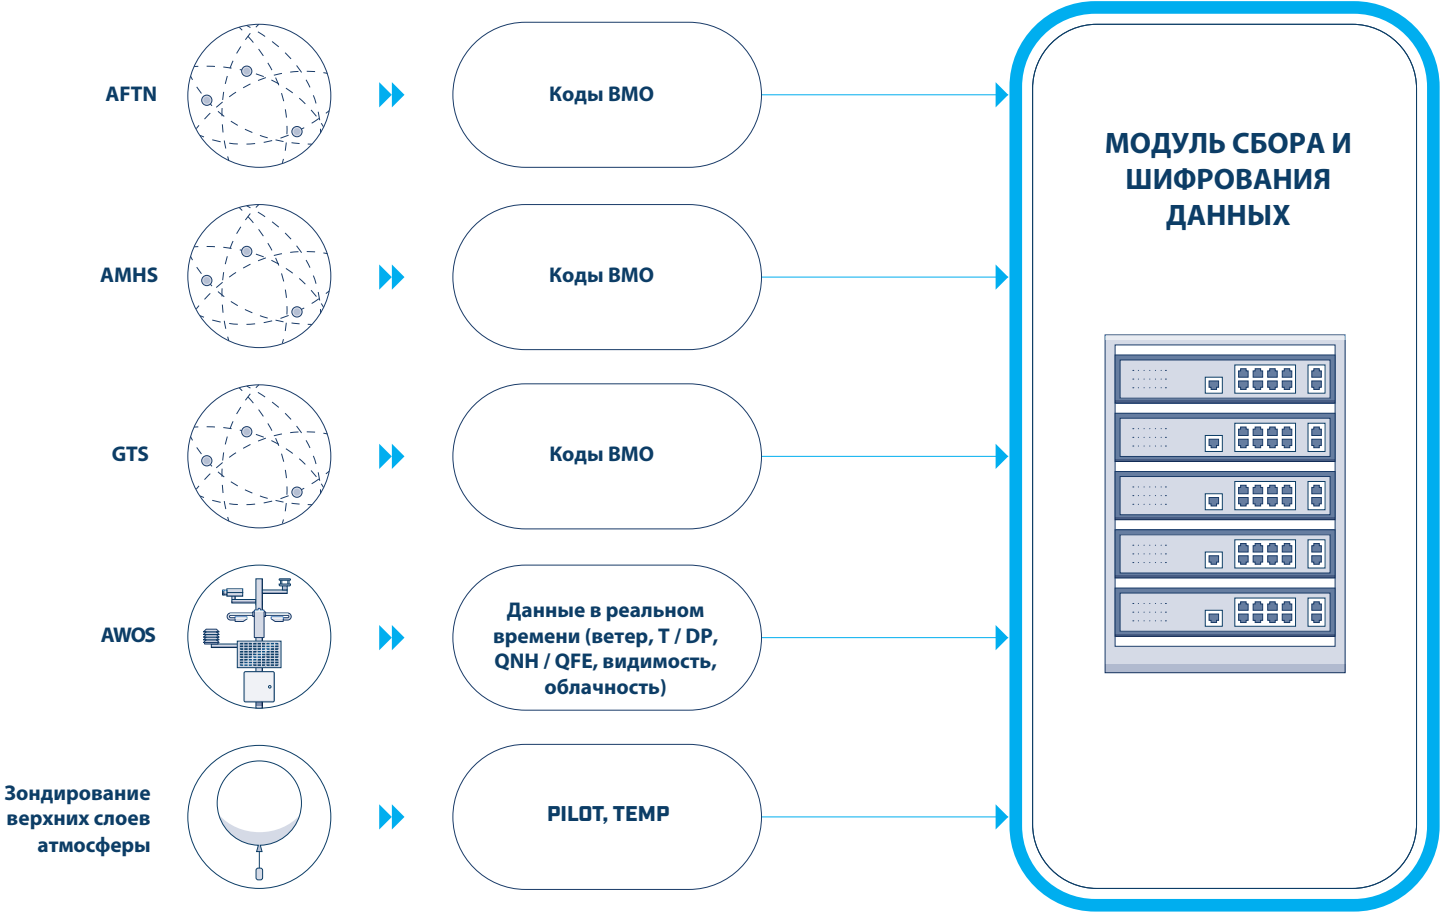 AFTN
Коды ВМО
AMHS
Коды ВМО
GTS
Коды ВМО
AWOS
Данные в реальном
времени (ветер, T / DP,
QNH / QFE, видимость,
облачность)
Зондирование
верхних слоев
атмосферы
PILOT, TEMP
МОДУЛЬ СБОРА И
ШИФРОВАНИЯ
ДАННЫХ